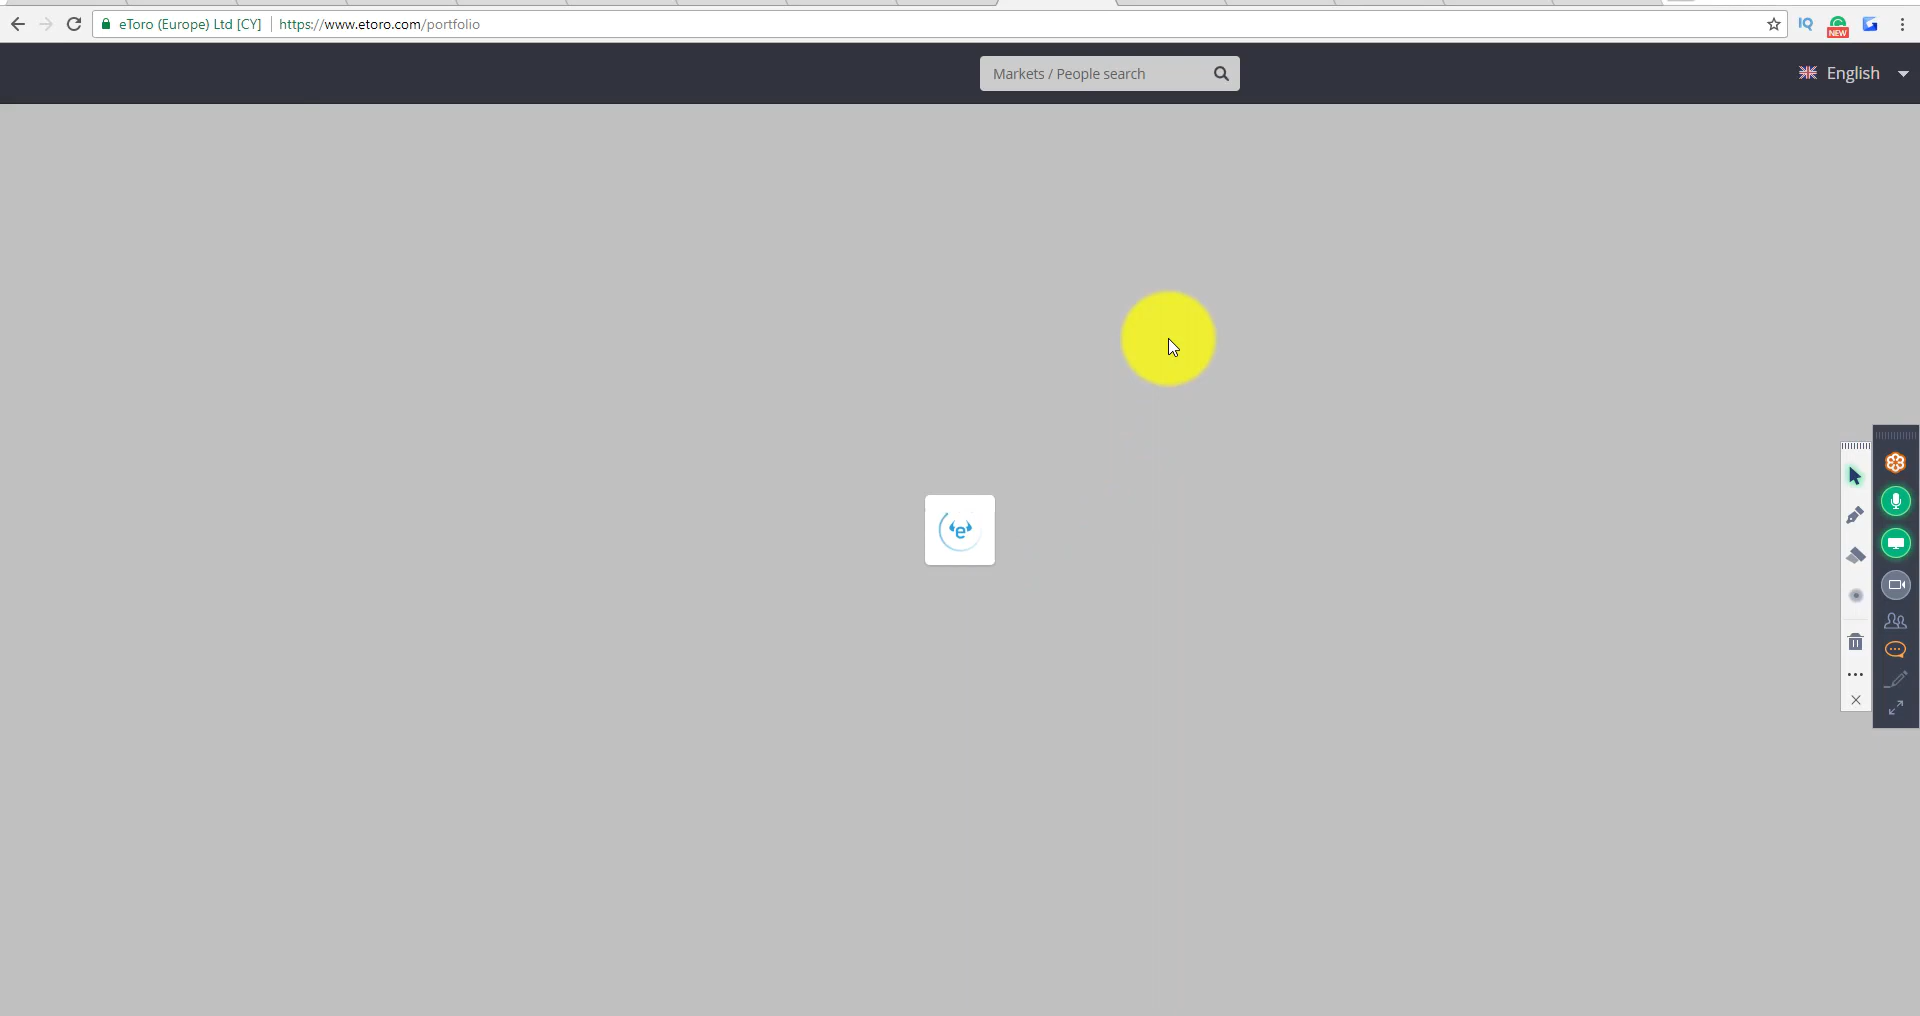 eToro (Europe) Ltd [CY] https://www.etoro.com/portfolio
IQ
NEW
Markets / People search
English
e